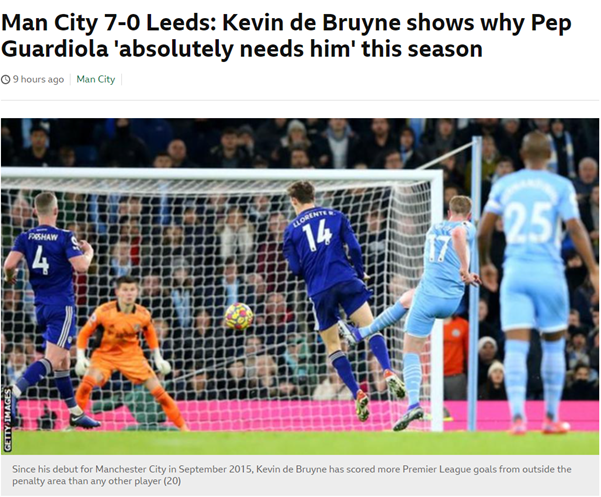 Man City 7-0 Leeds: Kevin de Bruyne shows why Pep
Guardiola 'absolutely needs him' this season
9 hours ago
Man City
FORSHAW
4
LLORENTE
14
17
25
GETTY IMAGES
Since his debut for Manchester City in September 2015, Kevin de Bruyne has scored more Premier League goals from outside the
penalty area than any other player (20)